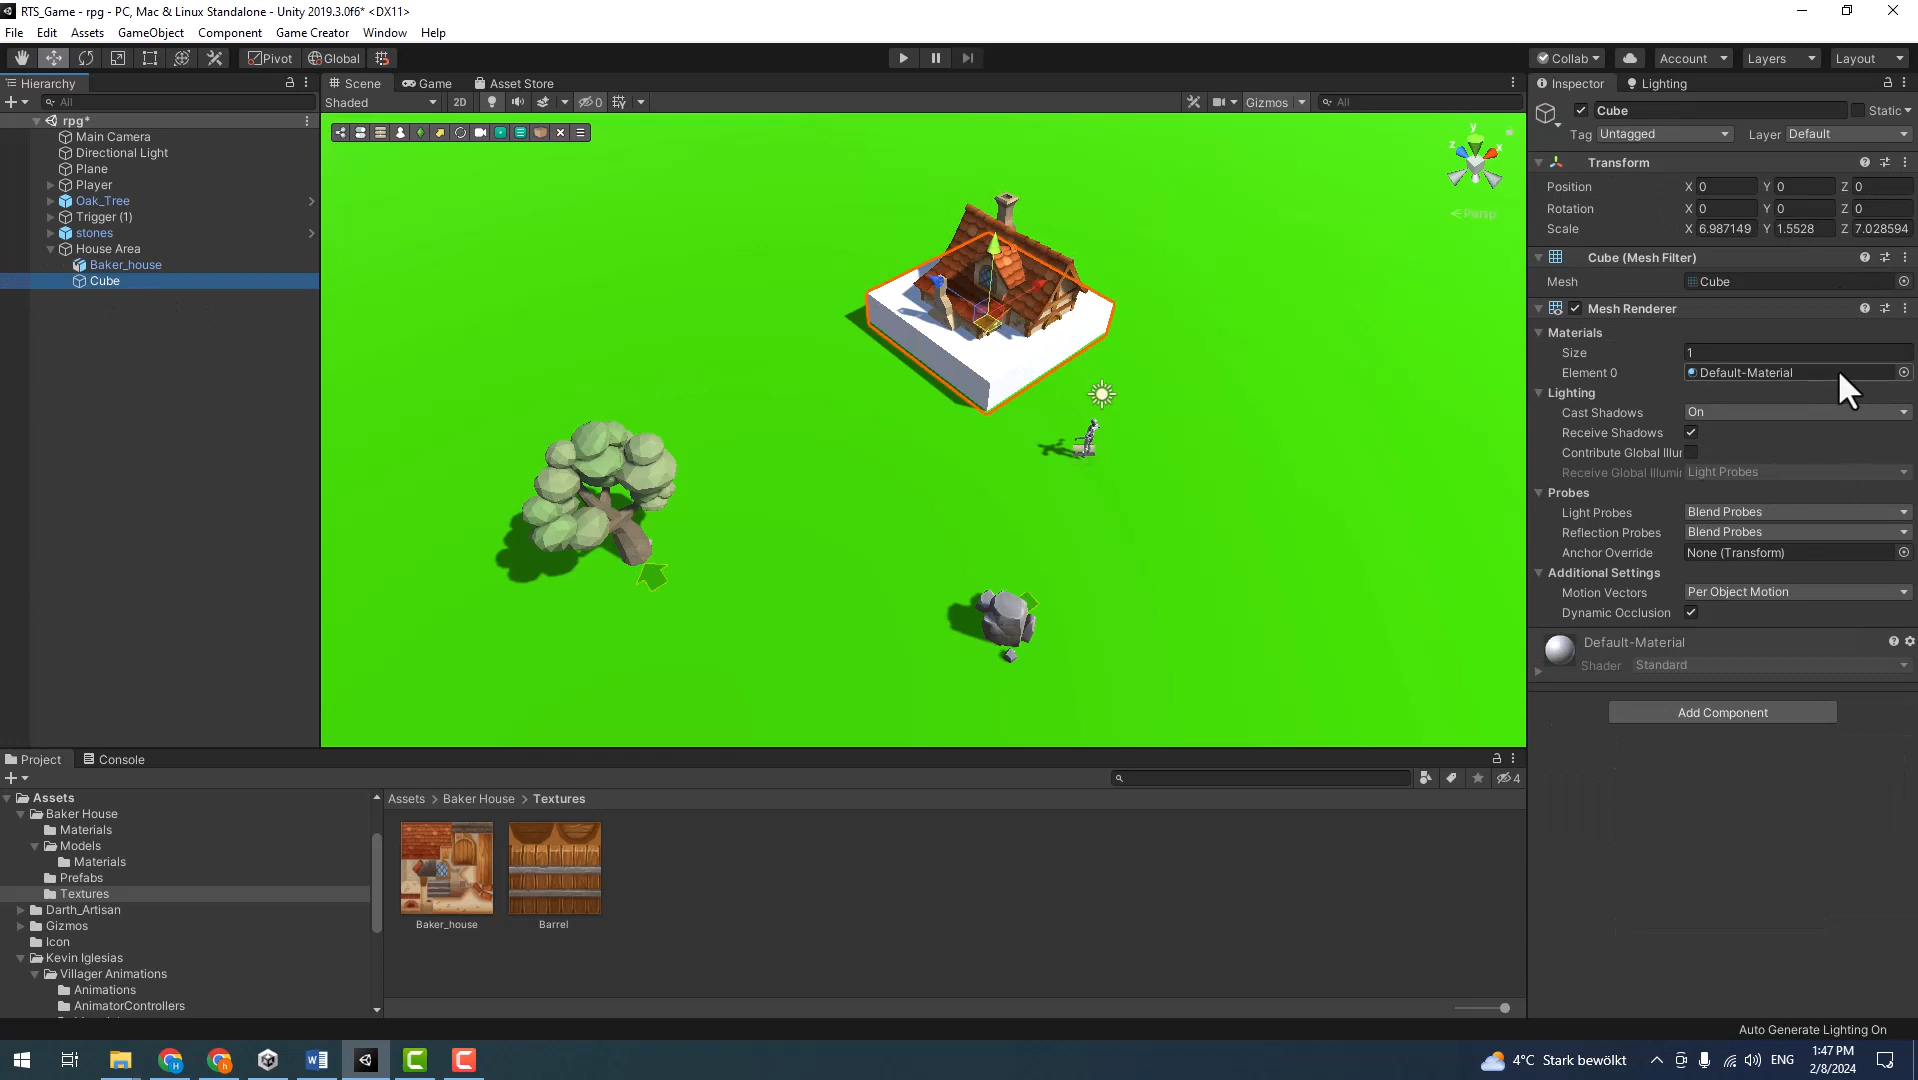 RTS_Game - rpg - PC, Mac & Linux Standalone - Unity 2019.3.0f6* <DX11>
File Edit Assets GameObject Component Game Creator Window Help
Pivot Global Collab Account Layers Layout
Hierarchy
All
rpg*
Main Camera
Directional Light
Plane
Player
Oak_Tree
Trigger (1)
stones
House Area
Baker_house
Cube
Scene Game Asset Store
Shaded 2D 0 Gizmos All
y
z x
Persp
Inspector Lighting
Cube Static
Tag Untagged Layer Default
Transform
Position X 0 Y 0 Z 0
Rotation X 0 Y 0 Z 0
Scale X 6.987149 Y 1.5528 Z 7.028594
Cube (Mesh Filter)
Mesh Cube
Mesh Renderer
Materials
Size 1
Element 0 Default-Material
Lighting
Cast Shadows On
Receive Shadows
Contribute Global Illur
Receive Global Illumir Light Probes
Probes
Light Probes Blend Probes
Reflection Probes Blend Probes
Anchor Override None (Transform)
Additional Settings
Motion Vectors Per Object Motion
Dynamic Occlusion
Default-Material
Shader Standard
Add Component
Project Console
4
Assets
Baker House
Materials
Models
Materials
Prefabs
Textures
Darth_Artisan
Gizmos
Icon
Kevin Iglesias
Villager Animations
Animations
AnimatorControllers
Assets > Baker House > Textures
Baker_house Barrel
Auto Generate Lighting On
4°C Stark bewölkt ENG
1:47 PM
2/8/2024